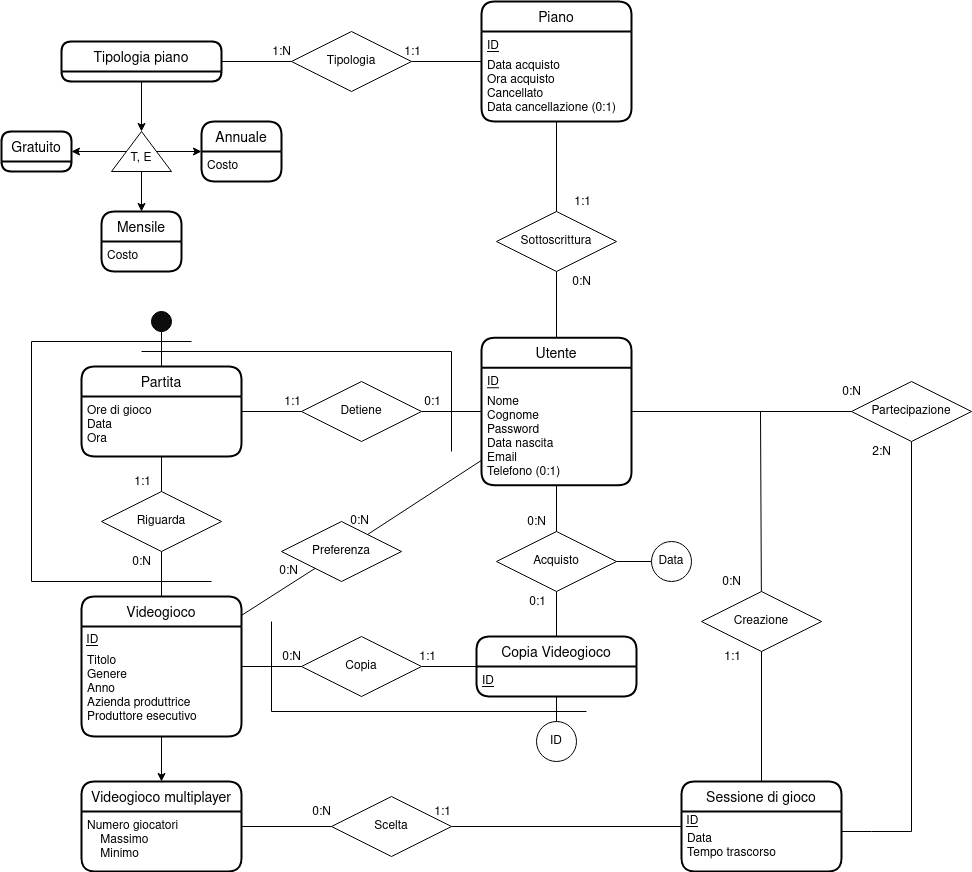 Piano
ID
Data acquisto
Ora acquisto
Cancellato
Data cancellazione (0:1)
Tipologia piano
1:N
Tipologia
1:1
Gratuito
T, E
Annuale
Costo
Mensile
Costo
1:1
Sottoscrittura
0:N
Utente
ID
Nome
Cognome
Password
Data nascita
Email
Telefono (0:1)
Partita
Ore di gioco
Data
Ora
1:1
Detiene
0:1
0:N
Partecipazione
2:N
1:1
Riguarda
0:N
0:N
Preferenza
0:N
0:N
Acquisto
Data
0:1
0:N
Creazione
1:1
Videogioco
ID
Titolo
Genere
Anno
Azienda produttrice
Produttore esecutivo
0:N
Copia
1:1
Copia Videogioco
ID
ID
Videogioco multiplayer
Numero giocatori
Massimo
Minimo
0:N
Scelta
1:1
Sessione di gioco
ID
Data
Tempo trascorso